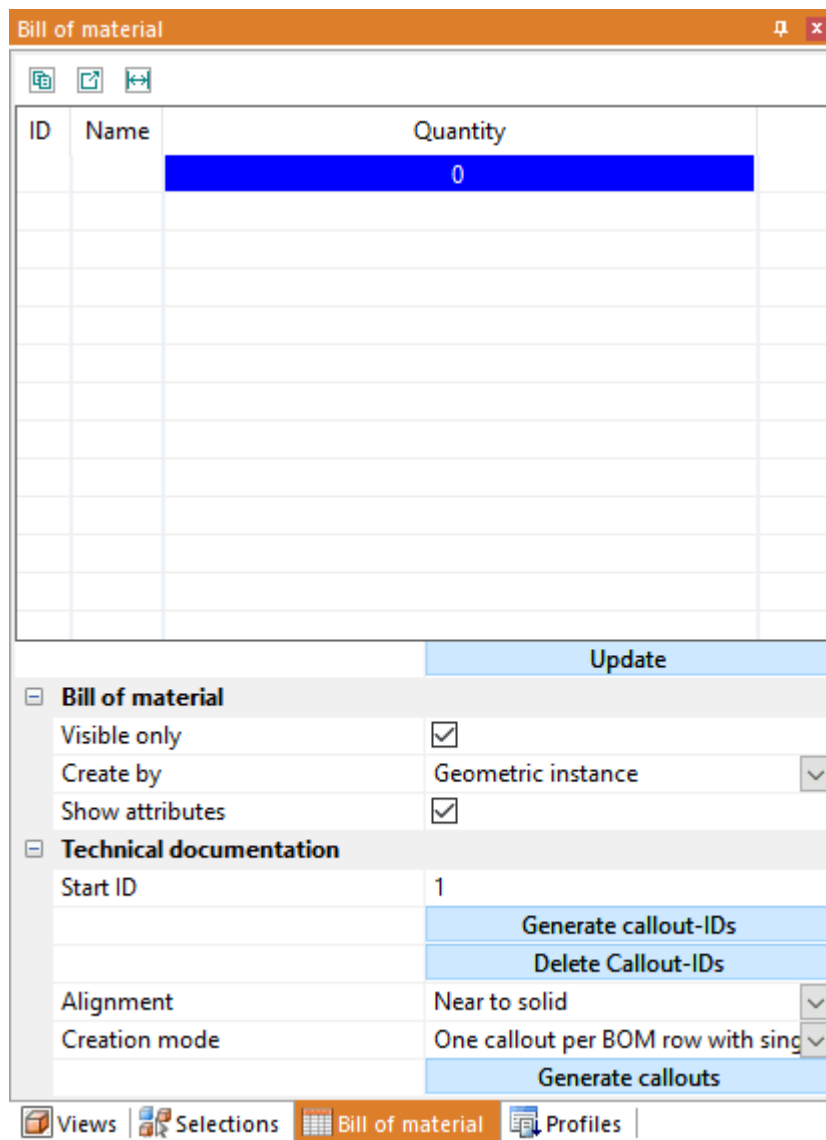 Bill of material
ID Name Quantity
0
Update
Bill of material
Visible only
Create by Geometric instance
Show attributes
Technical documentation
Start ID 1
Generate callout-IDs
Delete Callout-IDs
Alignment Near to solid
Creation mode One callout per BOM row with sing
Generate callouts
Views Selections Bill of material Profiles